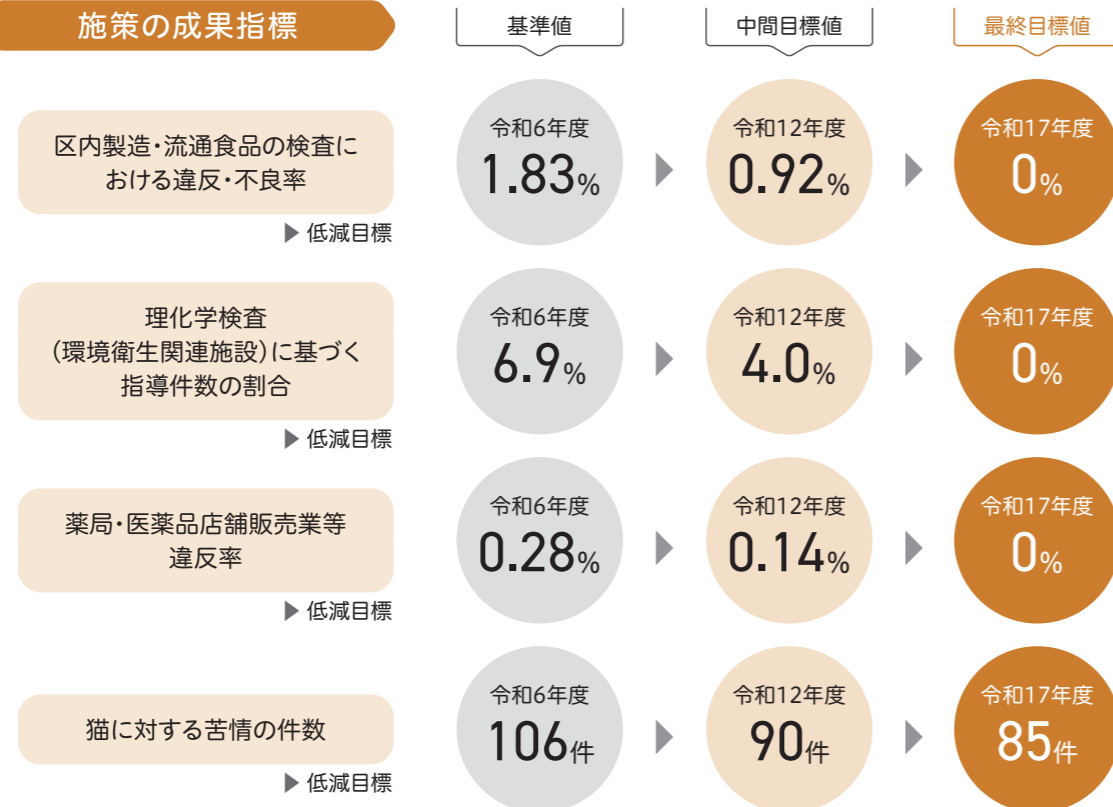 施策の成果指標
基準値
中間目標値
最終目標値
区内製造・流通食品の検査に
おける違反・不良率
▶ 低減目標
令和6年度
1.83%
令和12年度
0.92%
令和17年度
0%
理化学検査
（環境衛生関連施設）に基づく
指導件数の割合
▶ 低減目標
令和6年度
6.9%
令和12年度
4.0%
令和17年度
0%
薬局・医薬品店舗販売業等
違反率
▶ 低減目標
令和6年度
0.28%
令和12年度
0.14%
令和17年度
0%
猫に対する苦情の件数
▶ 低減目標
令和6年度
106件
令和12年度
90件
令和17年度
85件